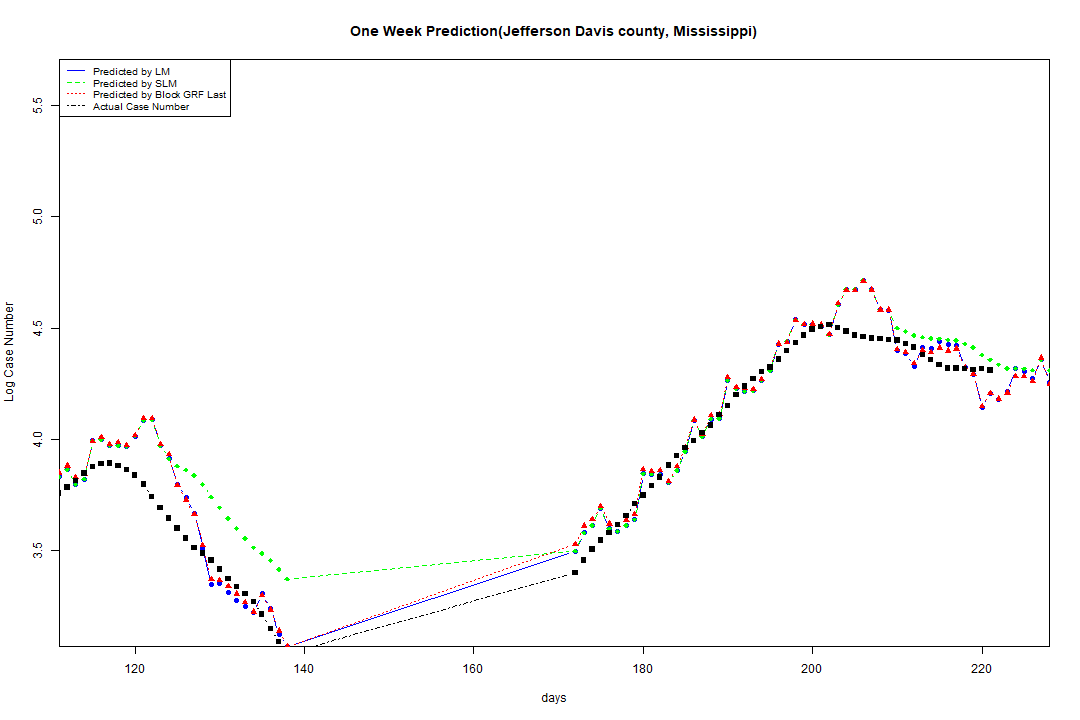 One Week Prediction(Jefferson Davis county, Mississippi)
Predicted by LM
Predicted by SLM
Predicted by Block GRF Last
Actual Case Number
5.5
5.0
4.5
4.0
3.5
Log Case Number
120 140 160 180 200 220
days